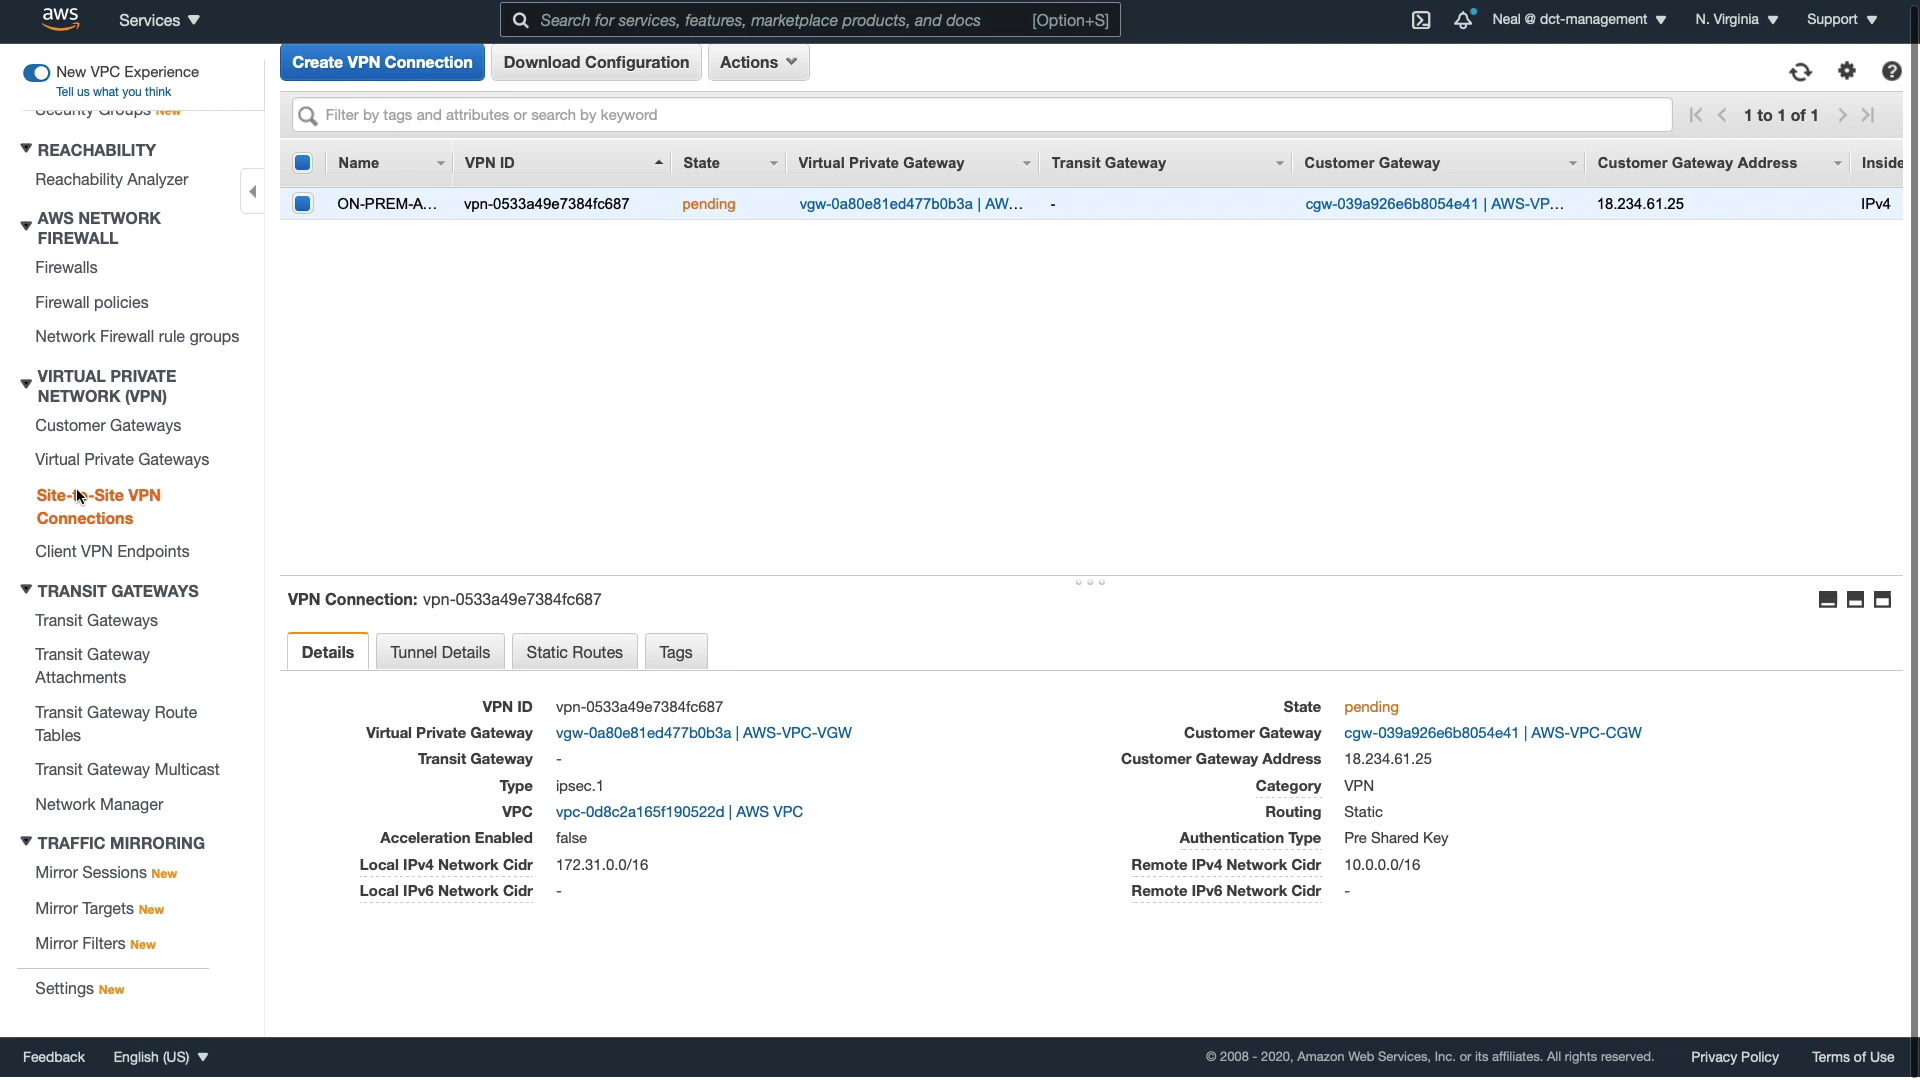 aws
Services
Search for services, features, marketplace products, and docs
[Option+S]
Neal @ dct-management
N. Virginia
Support
New VPC Experience
Tell us what you think
Security Groups New
REACHABILITY
Reachability Analyzer
AWS NETWORK
FIREWALL
Firewalls
Firewall policies
Network Firewall rule groups
VIRTUAL PRIVATE
NETWORK (VPN)
Customer Gateways
Virtual Private Gateways
Site-to-Site VPN
Connections
Client VPN Endpoints
TRANSIT GATEWAYS
Transit Gateways
Transit Gateway
Attachments
Transit Gateway Route
Tables
Transit Gateway Multicast
Network Manager
TRAFFIC MIRRORING
Mirror Sessions New
Mirror Targets New
Mirror Filters New
Settings New
Create VPN Connection
Download Configuration
Actions
Filter by tags and attributes or search by keyword
1 to 1 of 1
Name VPN ID State Virtual Private Gateway Transit Gateway Customer Gateway Customer Gateway Address Inside
ON-PREM-A... vpn-0533a49e7384fc687 pending vgw-0a80e81ed477b0b3a | AW... - cgw-039a926e6b8054e41 | AWS-VP... 18.234.61.25 IPv4
VPN Connection: vpn-0533a49e7384fc687
Details
Tunnel Details
Static Routes
Tags
VPN ID vpn-0533a49e7384fc687
Virtual Private Gateway vgw-0a80e81ed477b0b3a | AWS-VPC-VGW
Transit Gateway -
Type ipsec.1
VPC vpc-0d8c2a165f190522d | AWS VPC
Acceleration Enabled false
Local IPv4 Network Cidr 172.31.0.0/16
Local IPv6 Network Cidr -
State pending
Customer Gateway cgw-039a926e6b8054e41 | AWS-VPC-CGW
Customer Gateway Address 18.234.61.25
Category VPN
Routing Static
Authentication Type Pre Shared Key
Remote IPv4 Network Cidr 10.0.0.0/16
Remote IPv6 Network Cidr -
Feedback
English (US)
© 2008 - 2020, Amazon Web Services, Inc. or its affiliates. All rights reserved.
Privacy Policy
Terms of Use